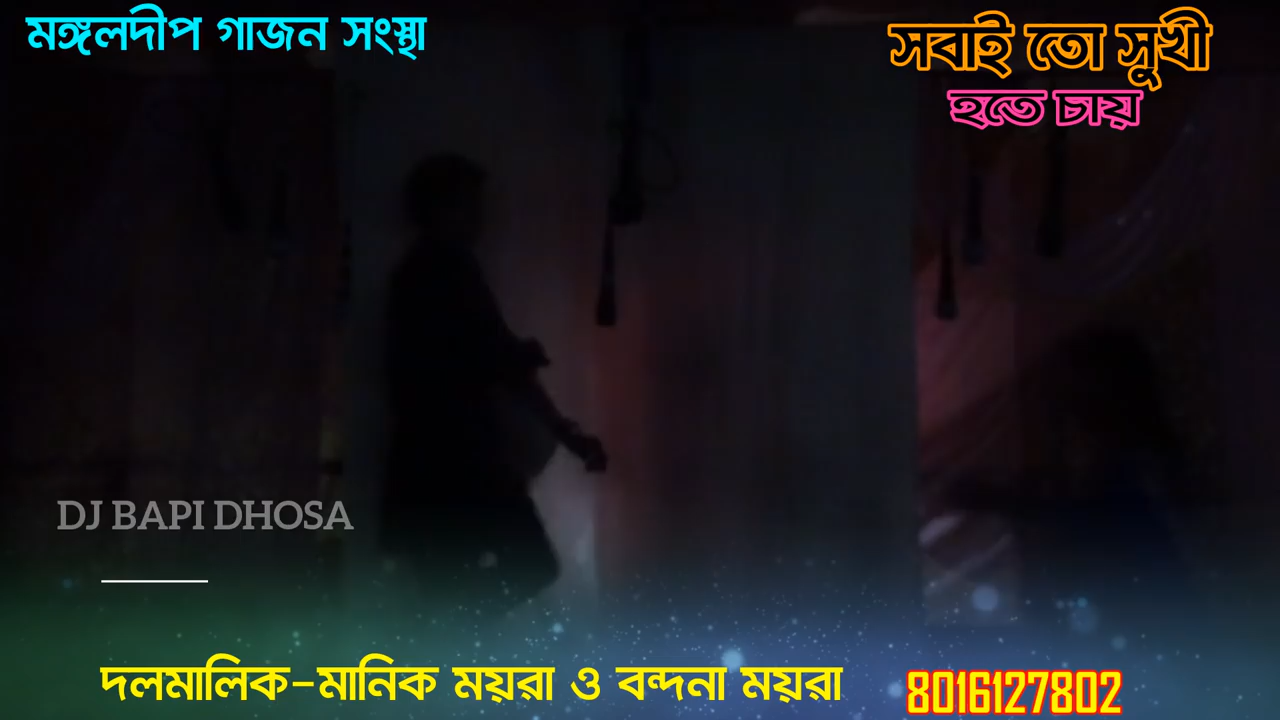 মঙ্গলদীপ গাজন সংস্থা
সবাই তো সুখী
হতে চায়
DJ BAPI DHOSA
দলমালিক-মানিক ময়রা ও বন্দনা ময়রা
8016127802